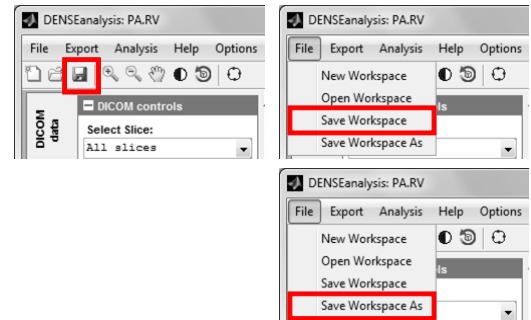 DENSEanalysis: PA.RV
File Export Analysis Help Options
DICOM data
DICOM controls
Select Slice:
All slices
DENSEanalysis: PA.RV
File Export Analysis Help Options
New Workspace
Open Workspace
ls
Save Workspace
Save Workspace As
DENSEanalysis: PA.RV
File Export Analysis Help Options
New Workspace
Open Workspace
ls
Save Workspace
Save Workspace As